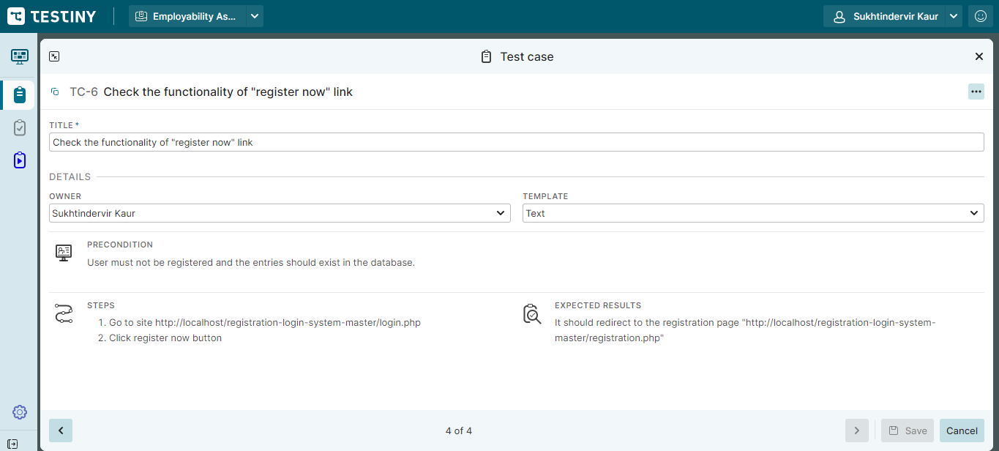 TESTINY
Employability As...
Sukhtindervir Kaur
Test case
TC-6 Check the functionality of "register now" link
TITLE *
Check the functionality of "register now" link
DETAILS
OWNER
TEMPLATE
Sukhtindervir Kaur
Text
PRECONDITION
User must not be registered and the entries should exist in the database.
STEPS
1. Go to site http://localhost/registration-login-system-master/login.php
2. Click register now button
EXPECTED RESULTS
It should redirect to the registration page "http://localhost/registration-login-system-
master/registration.php"
4 of 4
Save
Cancel